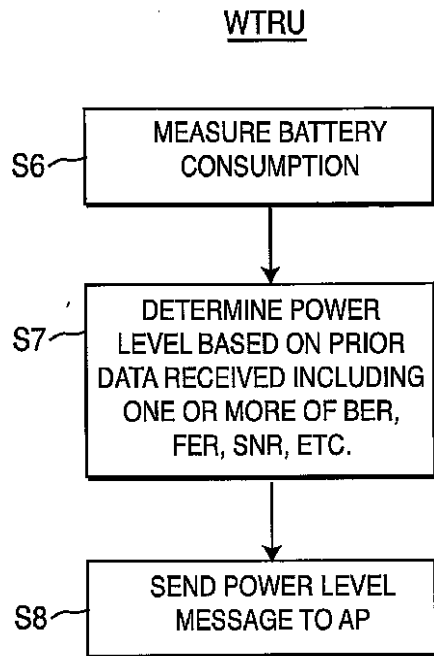 WTRU
S6
MEASURE BATTERY
CONSUMPTION
S7
DETERMINE POWER
LEVEL BASED ON PRIOR
DATA RECEIVED INCLUDING
ONE OR MORE OF BER,
FER, SNR, ETC.
S8
SEND POWER LEVEL
MESSAGE TO AP